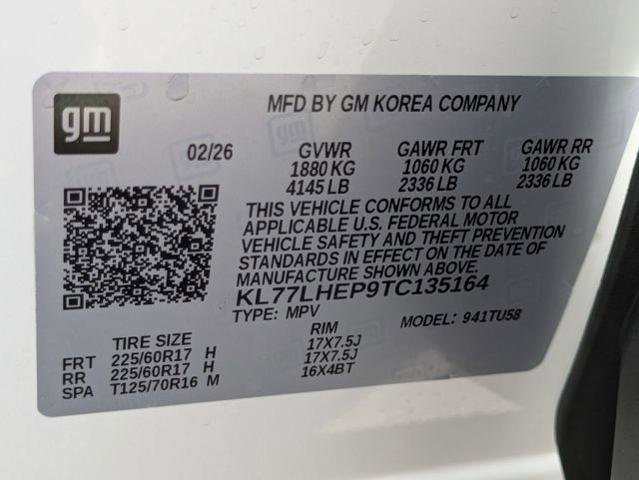 gm
MFD BY GM KOREA COMPANY
02/26 GVWR GAWR FRT GAWR RR
1880 KG 1060 KG 1060 KG
4145 LB 2336 LB 2336 LB
THIS VEHICLE CONFORMS TO ALL
APPLICABLE U.S. FEDERAL MOTOR
VEHICLE SAFETY AND THEFT PREVENTION
STANDARDS IN EFFECT ON THE DATE OF
MANUFACTURE SHOWN ABOVE.
KL77LHEP9TC135164
TYPE: MPV MODEL: 941TU58
TIRE SIZE RIM
FRT 225/60R17 H 17X7.5J
RR 225/60R17 H 17X7.5J
SPA T125/70R16 M 16X4BT